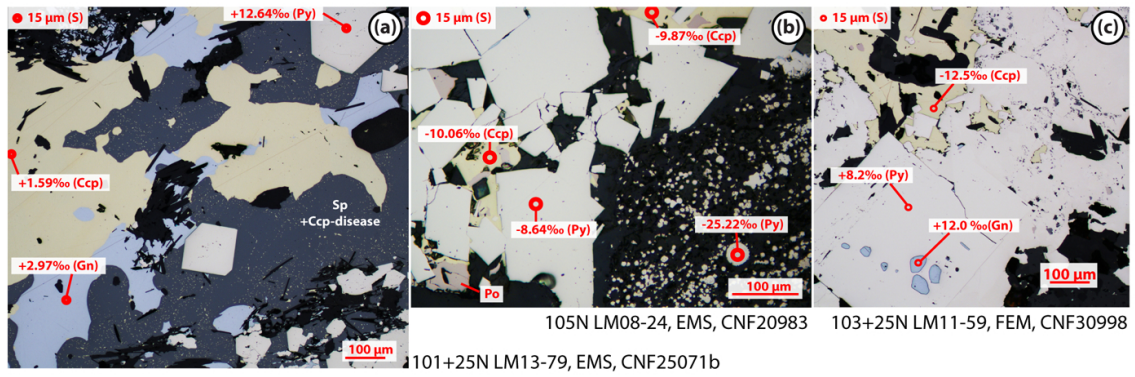 15 µm (S)
+12.64‰ (Py)
(a)
+1.59‰ (Ccp)
Sp
+Ccp-disease
+2.97‰ (Gn)
100 µm
101+25N LM13-79, EMS, CNF25071b
15 µm (S)
-9.87‰ (Ccp)
(b)
-10.06‰ (Ccp)
-8.64‰ (Py)
-25.22‰ (Py)
Po
100 µm
105N LM08-24, EMS, CNF20983
15 µm (S)
(c)
-12.5‰ (Ccp)
+8.2‰ (Py)
+12.0 ‰(Gn)
100 µm
103+25N LM11-59, FEM, CNF30998